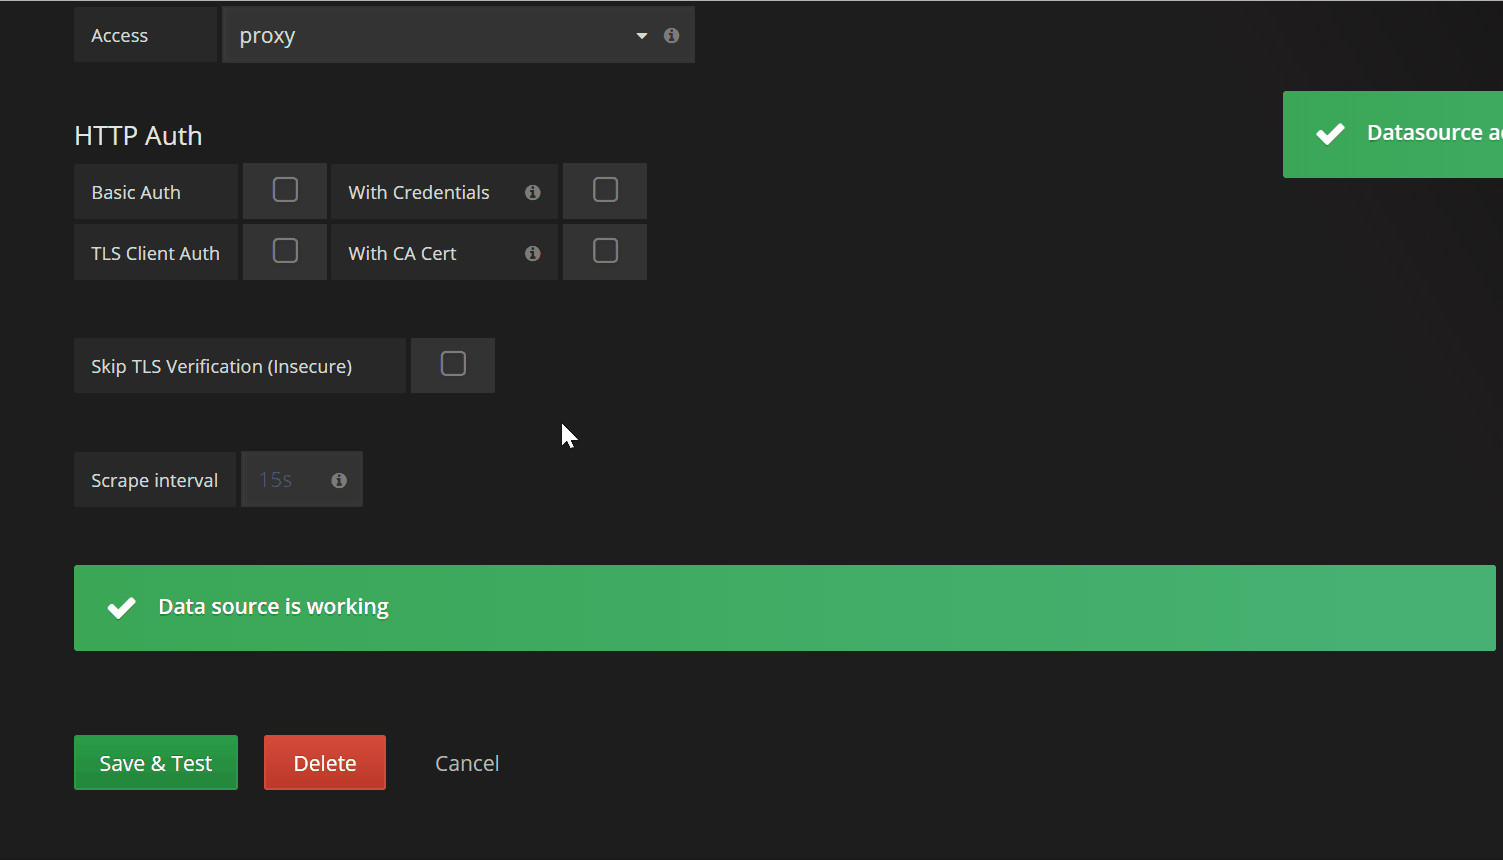 Access proxy
Datasource
HTTP Auth
Basic Auth With Credentials
TLS Client Auth With CA Cert
Skip TLS Verification (Insecure)
Scrape interval 15s
Data source is working
Save & Test Delete Cancel